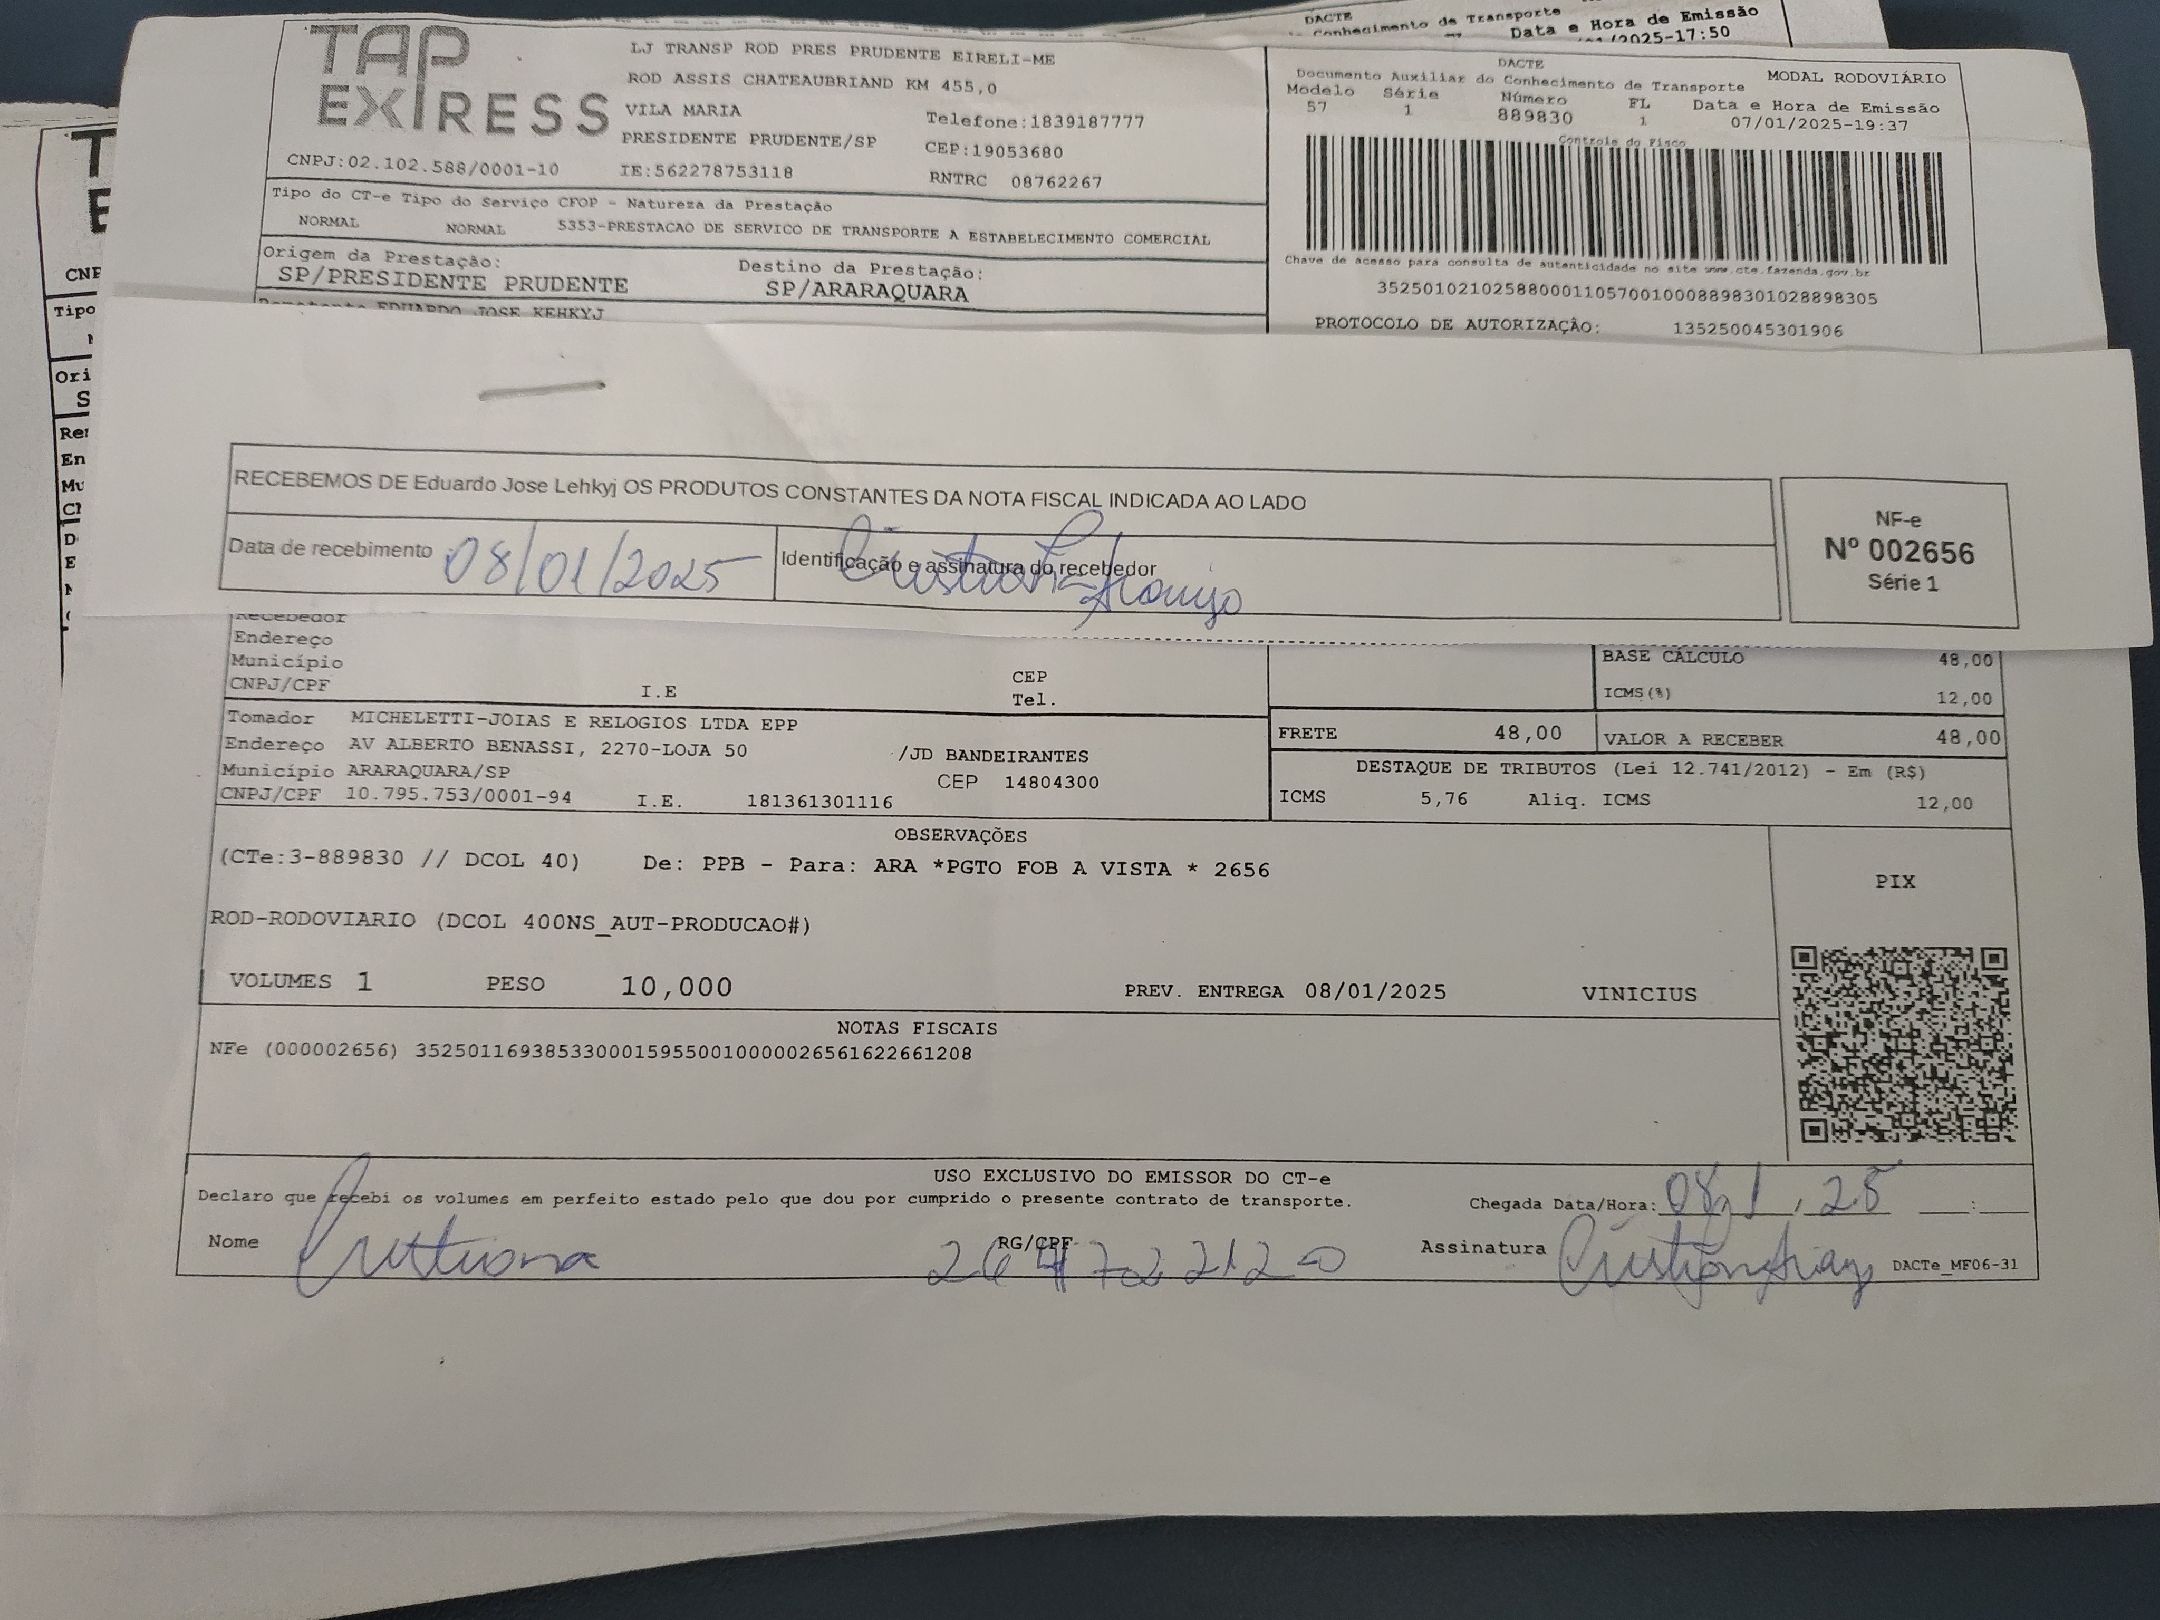 DACTE
Conhecimento de Transporte
Data e Hora de Emissão
/2025-17:50
TAP
EXPRESS
LJ TRANSP ROD PRES PRUDENTE EIRELI-ME
ROD ASSIS CHATEAUBRIAND KM 455,0
VILA MARIA
Telefone:1839187777
PRESIDENTE PRUDENTE/SP
CEP:19053680
CNPJ:02.102.588/0001-10
IE:562278753118
RNTRC 08762267
DACTE
Documento Auxiliar do Conhecimento de Transporte
MODAL RODOVIÁRIO
Modelo Série Número FL Data e Hora de Emissão
57 1 889830 1 07/01/2025-19:37
Controle do Fisco
Tipo do CT-e Tipo do Serviço CFOP - Natureza da Prestação
NORMAL NORMAL 5353-PRESTACAO DE SERVICO DE TRANSPORTE A ESTABELECIMENTO COMERCIAL
Origem da Prestação: Destino da Prestação:
SP/PRESIDENTE PRUDENTE SP/ARARAQUARA
Chave de acesso para consulta de autenticidade no site www.cte.fazenda.gov.br
35250102102588000110570010008898301028898305
PROTOCOLO DE AUTORIZAÇÃO: 135250045301906
Remetente EDUARDO JOSE KEHKYJ
RECEBEMOS DE Eduardo Jose Lehkyj OS PRODUTOS CONSTANTES DA NOTA FISCAL INDICADA AO LADO
Data de recebimento 08/01/2025
Identificação e assinatura do recebedor
NF-e
Nº 002656
Série 1
Recebedor
Endereço
Município
CEP
CNPJ/CPF I.E Tel.
BASE CÁLCULO 48,00
ICMS(%) 12,00
Tomador MICHELETTI-JOIAS E RELOGIOS LTDA EPP
Endereço AV ALBERTO BENASSI, 2270-LOJA 50 /JD BANDEIRANTES
Município ARARAQUARA/SP CEP 14804300
CNPJ/CPF 10.795.753/0001-94 I.E. 181361301116
FRETE 48,00 VALOR A RECEBER 48,00
DESTAQUE DE TRIBUTOS (Lei 12.741/2012) - Em (R$)
ICMS 5,76 Aliq. ICMS 12,00
OBSERVAÇÕES
(CTe:3-889830 // DCOL 40) De: PPB - Para: ARA *PGTO FOB A VISTA * 2656
PIX
ROD-RODOVIARIO (DCOL 400NS_AUT-PRODUCAO#)
VOLUMES 1 PESO 10,000 PREV. ENTREGA 08/01/2025 VINICIUS
NOTAS FISCAIS
NFe (000002656) 35250116938533000159550010000026561622661208
USO EXCLUSIVO DO EMISSOR DO CT-e
Declaro que recebi os volumes em perfeito estado pelo que dou por cumprido o presente contrato de transporte.
Chegada Data/Hora: 08/1/25
Nome RG/CPF Assinatura
DACTe_MF06-31